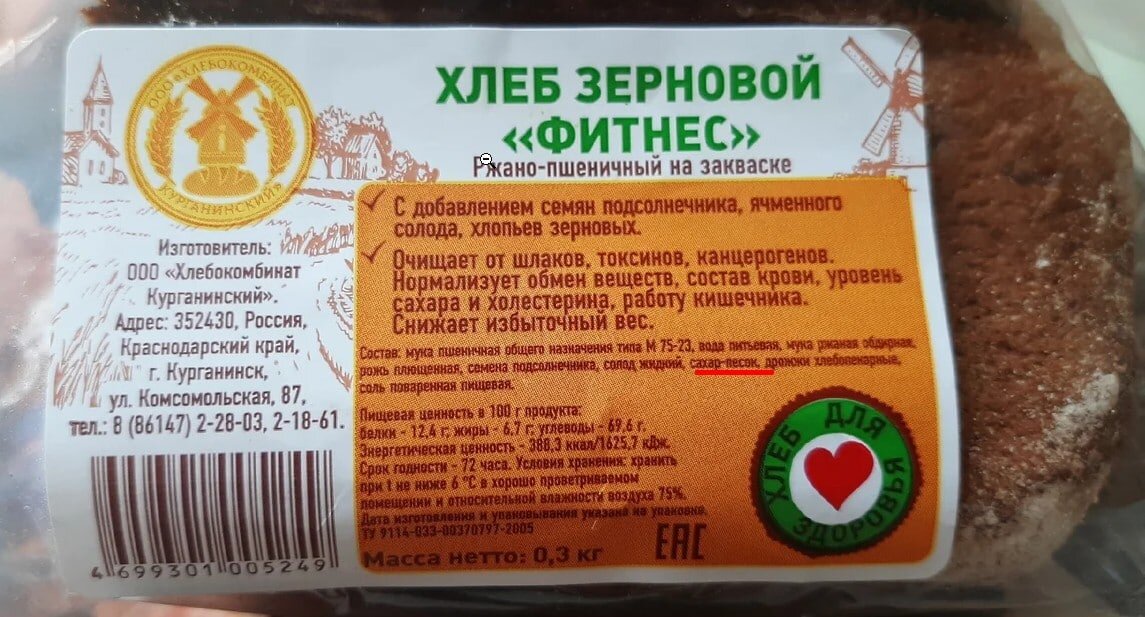 ООО «ХЛЕБОКОМБИНАТ
КУРГАНИНСКИЙ»
Изготовитель:
ООО «Хлебокомбинат
Курганинский».
Адрес: 352430, Россия,
Краснодарский край,
г. Курганинск,
ул. Комсомольская, 87,
тел.: 8 (86147) 2-28-03, 2-18-61.
4 699301 005249
ХЛЕБ ЗЕРНОВОЙ
«ФИТНЕС»
Ржано-пшеничный на закваске
С добавлением семян подсолнечника, ячменного
солода, хлопьев зерновых.
Очищает от шлаков, токсинов, канцерогенов.
Нормализует обмен веществ, состав крови, уровень
сахара и холестерина, работу кишечника.
Снижает избыточный вес.
Состав: мука пшеничная общего назначения типа М 75-23, вода питьевая, мука ржаная обдирная,
рожь плющенная, семена подсолнечника, солод жидкий, сахар-песок, дрожжи хлебопекарные,
соль поваренная пищевая.
Пищевая ценность в 100 г продукта:
белки - 12,4 г; жиры - 6,7 г; углеводы - 69,6 г.
Энергетическая ценность - 388,3 ккал/1625,7 кДж.
Срок годности - 72 часа. Условия хранения: хранить
при t не ниже 6 °С в хорошо проветриваемом
помещении и относительной влажности воздуха 75%.
Дата изготовления и упаковывания указана на упаковке.
ТУ 9114-033-00370797-2005
Масса нетто: 0,3 кг
ЕАС
ХЛЕБ ДЛЯ
ЗДОРОВЬЯ